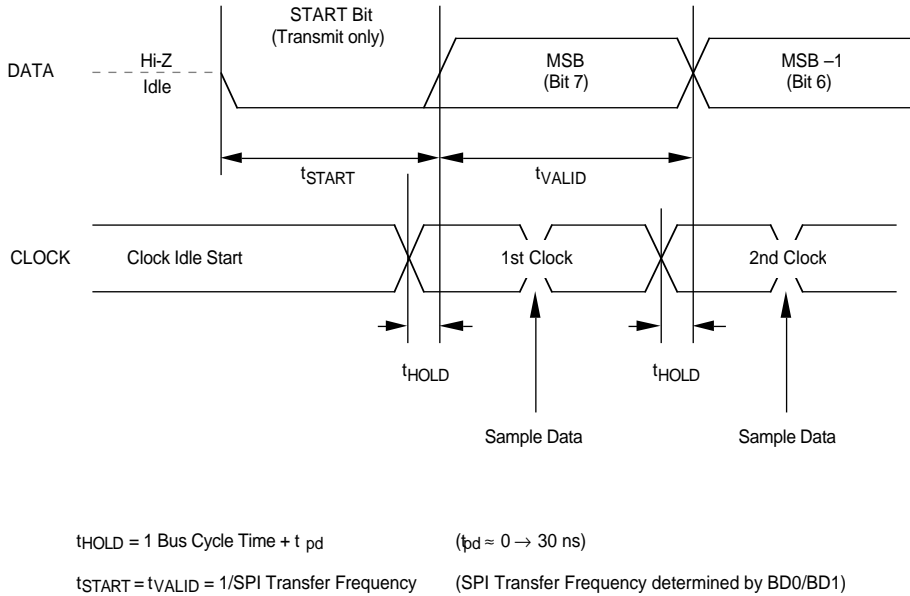 START Bit
(Transmit only)
DATA
Hi-Z
Idle
MSB
(Bit 7)
MSB –1
(Bit 6)
tSTART
tVALID
CLOCK
Clock Idle Start
1st Clock
2nd Clock
tHOLD
tHOLD
Sample Data
Sample Data
tHOLD = 1 Bus Cycle Time + t pd
(tpd ≈ 0 → 30 ns)
tSTART = tVALID = 1/SPI Transfer Frequency
(SPI Transfer Frequency determined by BD0/BD1)